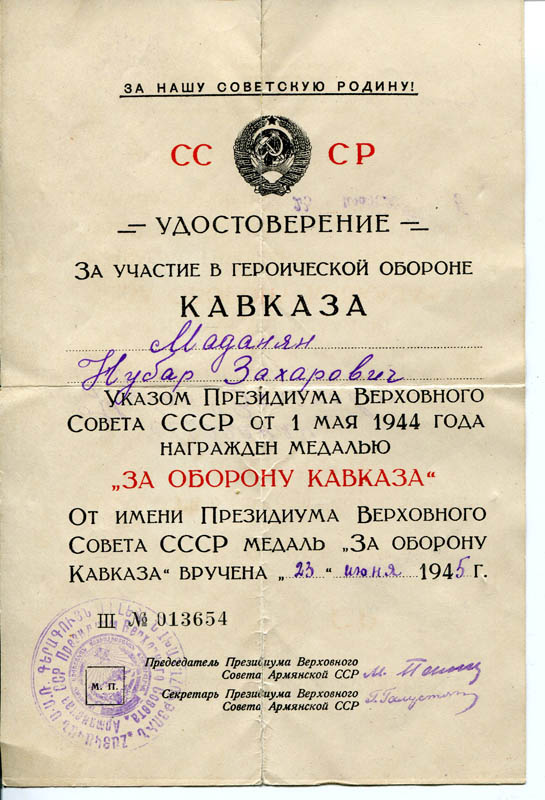 ЗА НАШУ СОВЕТСКУЮ РОДИНУ!
СС СР
УДОСТОВЕРЕНИЕ
ЗА УЧАСТИЕ В ГЕРОИЧЕСКОЙ ОБОРОНЕ
КАВКАЗА
Маданян
Нубар Захарович
УКАЗОМ ПРЕЗИДИУМА ВЕРХОВНОГО
СОВЕТА СССР ОТ 1 МАЯ 1944 ГОДА
НАГРАЖДЕН МЕДАЛЬЮ
„ЗА ОБОРОНУ КАВКАЗА“
ОТ ИМЕНИ ПРЕЗИДИУМА ВЕРХОВНОГО
СОВЕТА СССР МЕДАЛЬ „ЗА ОБОРОНУ
КАВКАЗА“ ВРУЧЕНА „23“ июня 1945 г.
Ш № 013654
Председатель Президиума Верховного
Совета Армянской ССР
М. П.
Секретарь Президиума Верховного
Совета Армянской ССР